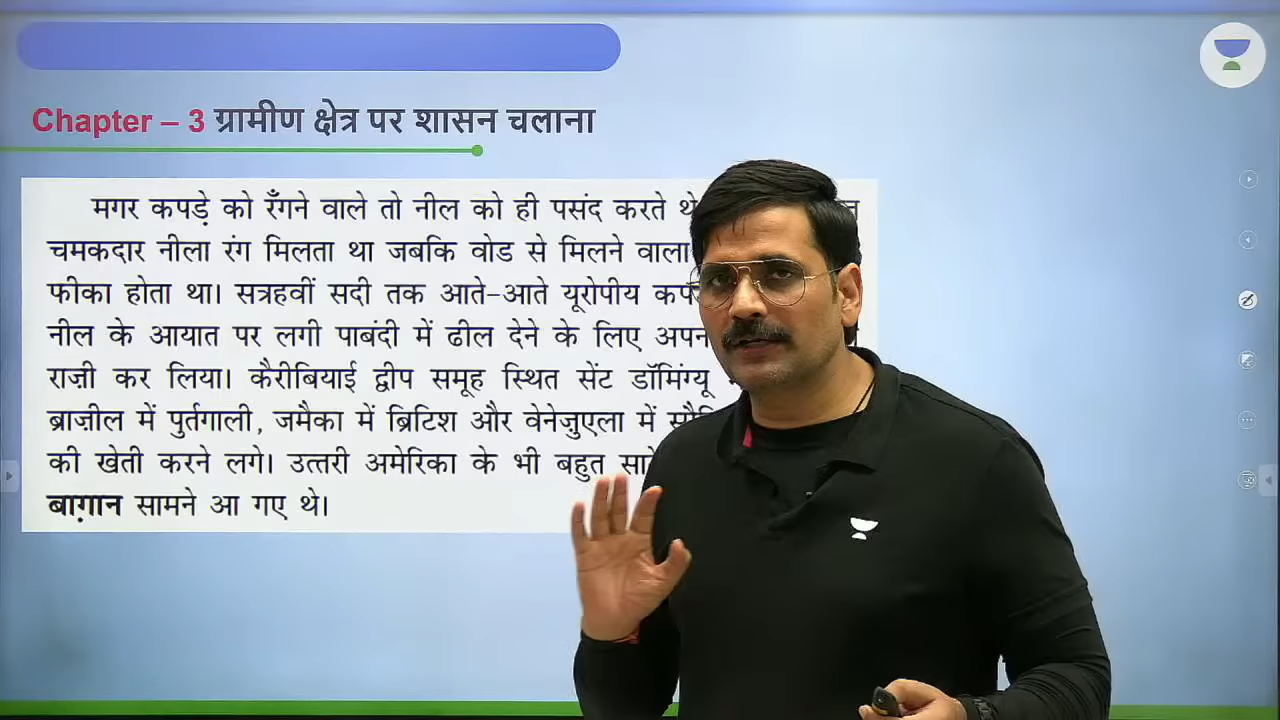 Chapter – 3 ग्रामीण क्षेत्र पर शासन चलाना
मगर कपड़े को रँगने वाले तो नील को ही पसंद करते थे
चमकदार नीला रंग मिलता था जबकि वोड से मिलने वाला
फीका होता था। सत्रहवीं सदी तक आते-आते यूरोपीय
नील के आयात पर लगी पाबंदी में ढील देने के लिए
राज़ी कर लिया। कैरीबियाई द्वीप समूह स्थित सेंट डॉमिंग्यू
ब्राज़ील में पुर्तगाली, जमैका में ब्रिटिश और वेनेजुएला में
की खेती करने लगे। उत्तरी अमेरिका के भी बहुत
बाग़ान सामने आ गए थे।